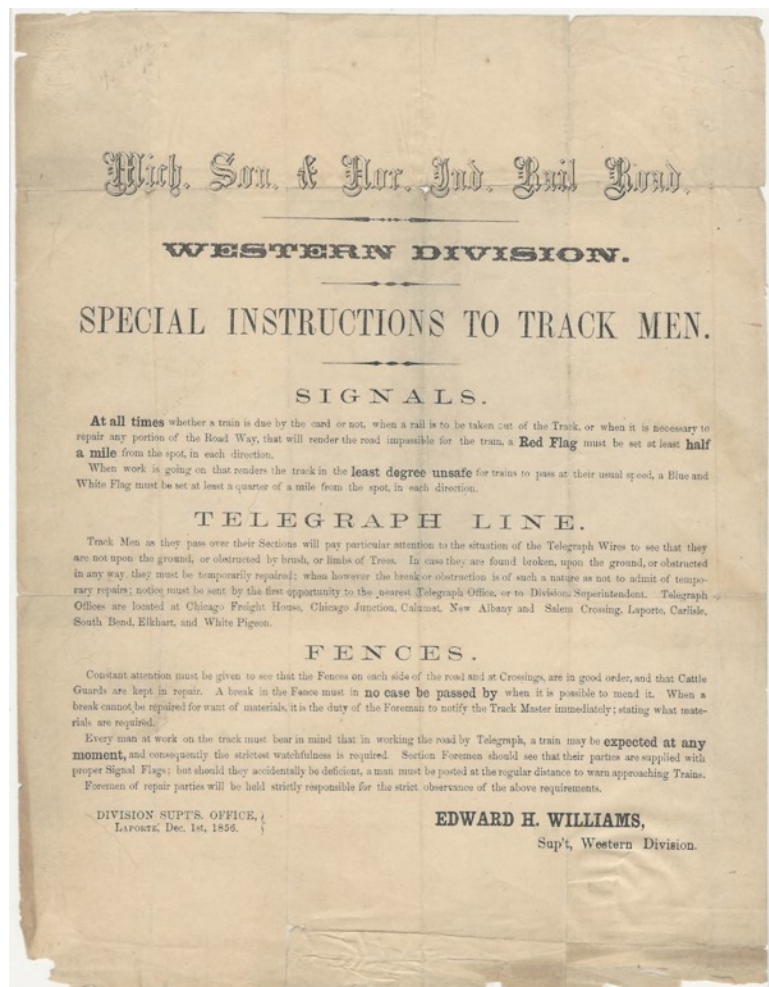 Mich. Sou. & Nor. Ind. Rail Road.
WESTERN DIVISION.
SPECIAL INSTRUCTIONS TO TRACK MEN.
SIGNALS.
At all times whether a train is due by the card or not, when a rail is to be taken out of the Track, or when it is necessary to
repair any portion of the Road Way, that will render the road impassible for the train, a Red Flag must be set at least half
a mile from the spot, in each direction.
When work is going on that renders the track in the least degree unsafe for trains to pass at their usual speed, a Blue and
White Flag must be set at least a quarter of a mile from the spot, in each direction.
TELEGRAPH LINE.
Track Men as they pass over their Sections will pay particular attention to the situation of the Telegraph Wires to see that they
are not upon the ground, or obstructed by brush, or limbs of Trees. In case they are found broken, upon the ground, or obstructed
in any way, they must be temporarily repaired; when however the break or obstruction is of such a nature as not to admit of tempo-
rary repairs; notice must be sent by the first opportunity to the nearest Telegraph Office, or to Division Superintendent. Telegraph
Offices are located at Chicago Freight House, Chicago Junction, Calumet, New Albany and Salem Crossing, Laporte, Carlisle,
South Bend, Elkhart, and White Pigeon.
FENCES.
Constant attention must be given to see that the Fences on each side of the road and at Crossings, are in good order, and that Cattle
Guards are kept in repair. A break in the Fence must in no case be passed by when it is possible to mend it. When a
break cannot be repaired for want of materials, it is the duty of the Foreman to notify the Track Master immediately; stating what mate-
rials are required.
Every man at work on the track must bear in mind that in working the road by Telegraph, a train may be expected at any
moment, and consequently the strictest watchfulness is required. Section Foremen should see that their parties are supplied with
proper Signal Flags; but should they accidentally be deficient, a man must be posted at the regular distance to warn approaching Trains.
Foremen of repair parties will be held strictly responsible for the strict observance of the above requirements.
DIVISION SUPT'S. OFFICE,
LAPORTE, Dec. 1st, 1856.
EDWARD H. WILLIAMS,
Sup't, Western Division.